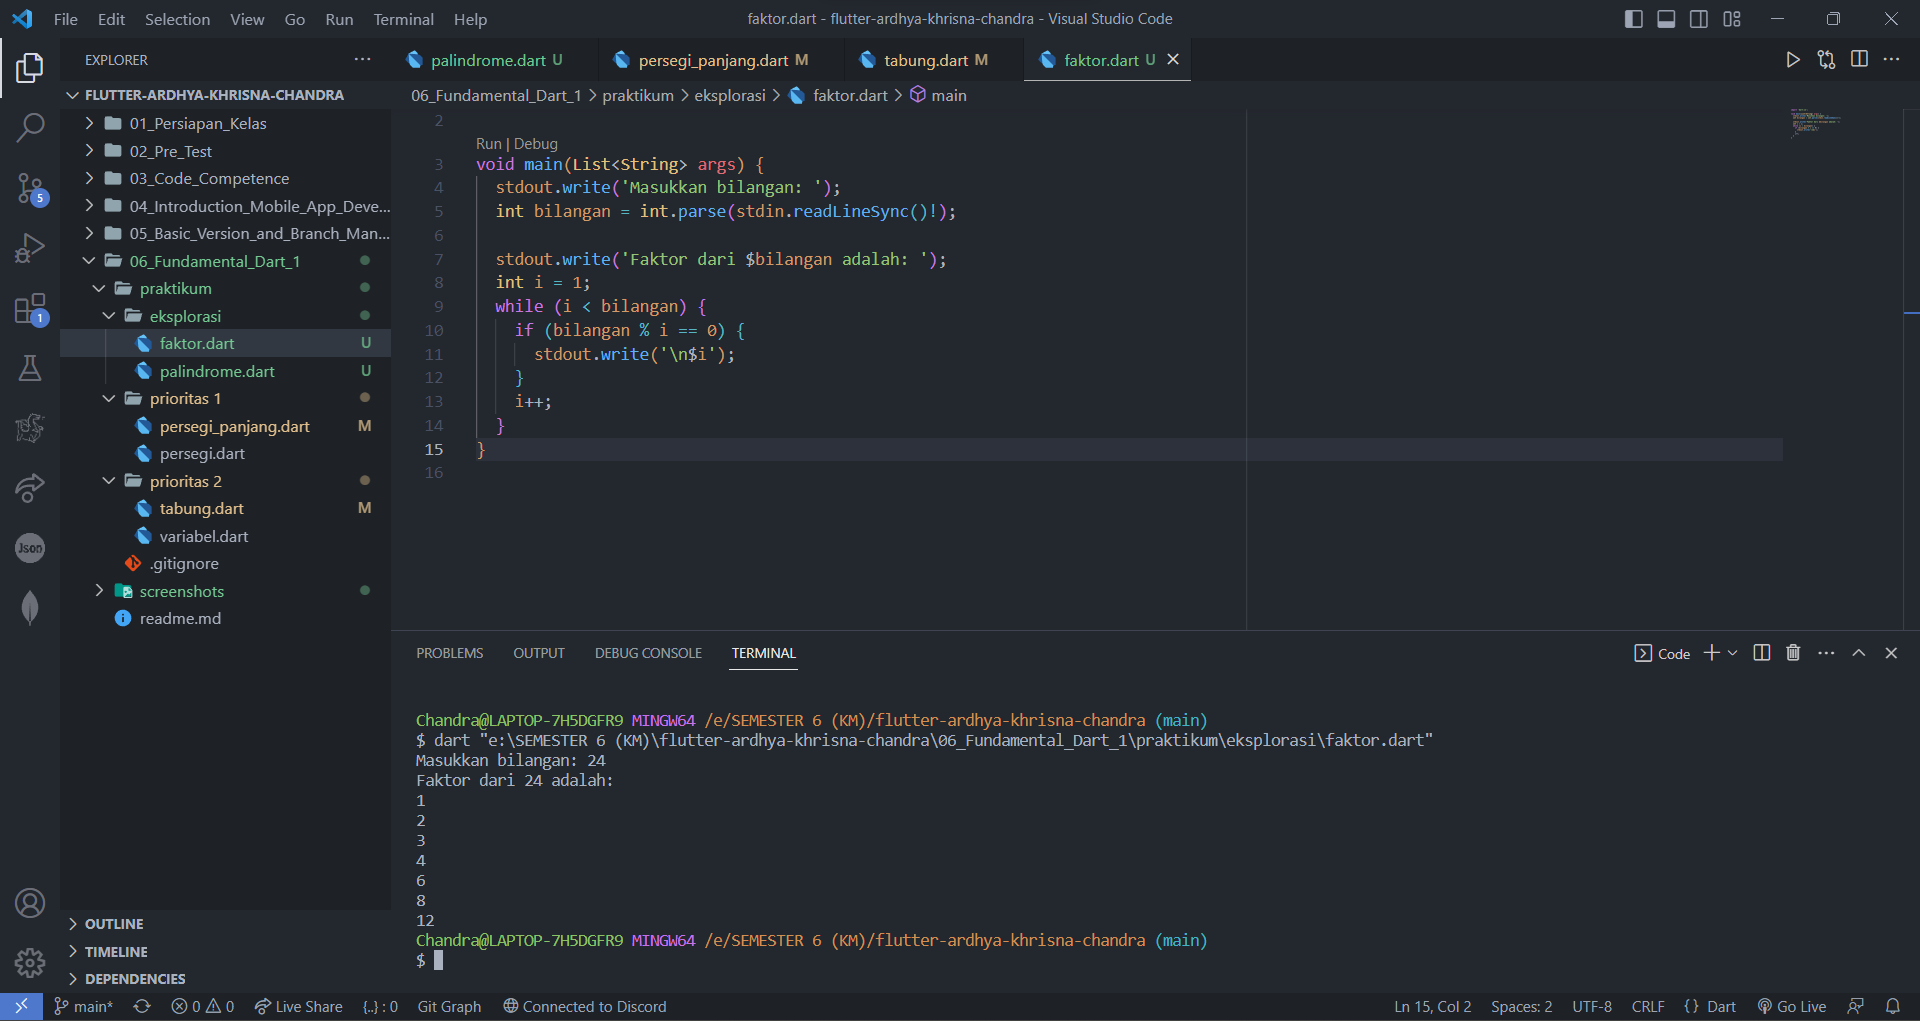 File Edit Selection View Go Run Terminal Help
faktor.dart - flutter-ardhya-khrisna-chandra - Visual Studio Code
EXPLORER
FLUTTER-ARDHYA-KHRISNA-CHANDRA
01_Persiapan_Kelas
02_Pre_Test
03_Code_Competence
04_Introduction_Mobile_App_Deve...
05_Basic_Version_and_Branch_Man...
06_Fundamental_Dart_1
praktikum
eksplorasi
faktor.dart U
palindrome.dart U
prioritas 1
persegi_panjang.dart M
persegi.dart
prioritas 2
tabung.dart M
variabel.dart
.gitignore
screenshots
readme.md
OUTLINE
TIMELINE
DEPENDENCIES
5
1
Json
palindrome.dart U
persegi_panjang.dart M
tabung.dart M
faktor.dart U
06_Fundamental_Dart_1 > praktikum > eksplorasi > faktor.dart > main
2
Run | Debug
3 void main(List<String> args) {
4 stdout.write('Masukkan bilangan: ');
5 int bilangan = int.parse(stdin.readLineSync()!);
6
7 stdout.write('Faktor dari $bilangan adalah: ');
8 int i = 1;
9 while (i < bilangan) {
10 if (bilangan % i == 0) {
11 stdout.write('\n$i');
12 }
13 i++;
14 }
15 }
16
PROBLEMS OUTPUT DEBUG CONSOLE TERMINAL
Code
Chandra@LAPTOP-7H5DGFR9 MINGW64 /e/SEMESTER 6 (KM)/flutter-ardhya-khrisna-chandra (main)
$ dart "e:\SEMESTER 6 (KM)\flutter-ardhya-khrisna-chandra\06_Fundamental_Dart_1\praktikum\eksplorasi\faktor.dart"
Masukkan bilangan: 24
Faktor dari 24 adalah:
1
2
3
4
6
8
12
Chandra@LAPTOP-7H5DGFR9 MINGW64 /e/SEMESTER 6 (KM)/flutter-ardhya-khrisna-chandra (main)
$
main* 0 0 Live Share {..} : 0 Git Graph Connected to Discord
Ln 15, Col 2 Spaces: 2 UTF-8 CRLF {} Dart Go Live